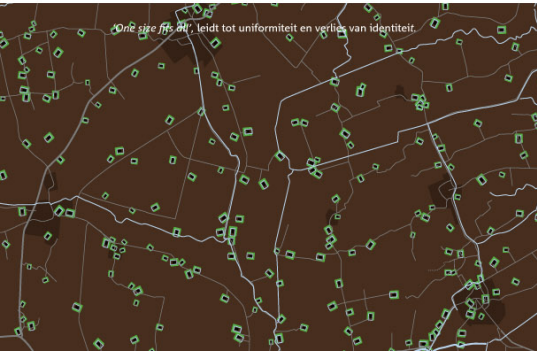 'One size fits all', leidt tot uniformiteit en verlies van identiteit.